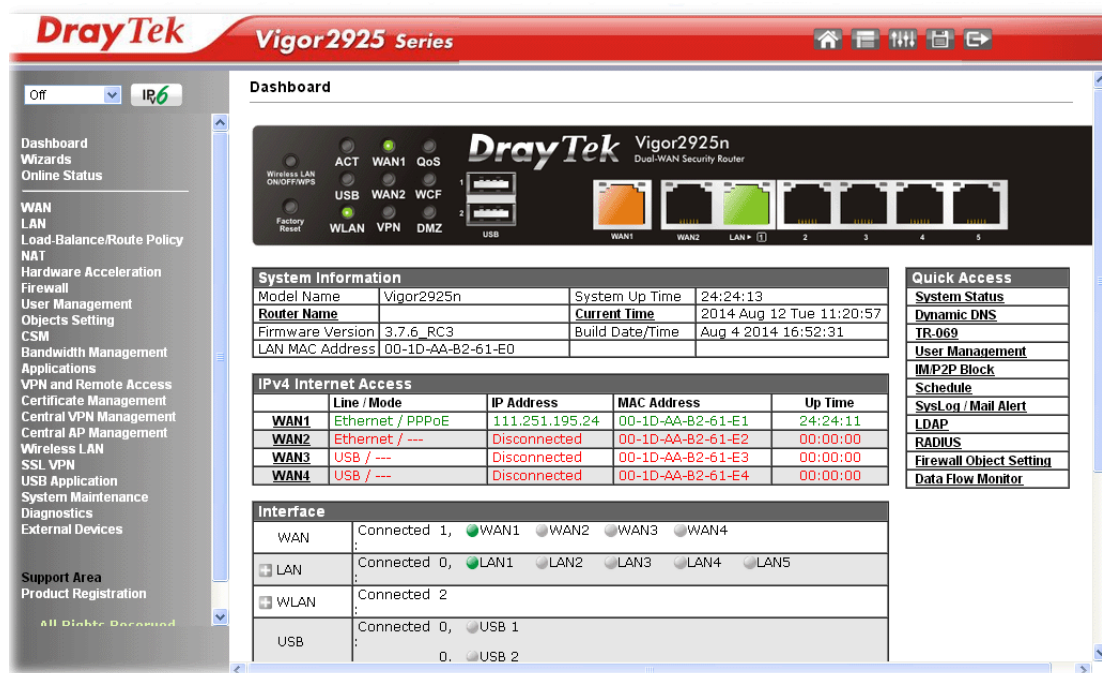 DrayTek Vigor2925 Series
Off IPv6
Dashboard
Wizards
Online Status
WAN
LAN
Load-Balance/Route Policy
NAT
Hardware Acceleration
Firewall
User Management
Objects Setting
CSM
Bandwidth Management
Applications
VPN and Remote Access
Certificate Management
Central VPN Management
Central AP Management
Wireless LAN
SSL VPN
USB Application
System Maintenance
Diagnostics
External Devices
Support Area
Product Registration
All Rights Reserved
Dashboard
DrayTek Vigor2925n
Dual-WAN Security Router
Wireless LAN
ON/OFF/WPS
Factory
Reset
ACT WAN1 QoS
USB WAN2 WCF
WLAN VPN DMZ
1
2
USB
WAN1 WAN2 LAN 1 2 3 4 5
System Information
Model Name Vigor2925n System Up Time 24:24:13
Router Name Current Time 2014 Aug 12 Tue 11:20:57
Firmware Version 3.7.6_RC3 Build Date/Time Aug 4 2014 16:52:31
LAN MAC Address 00-1D-AA-B2-61-E0
IPv4 Internet Access
Line / Mode IP Address MAC Address Up Time
WAN1 Ethernet / PPPoE 111.251.195.24 00-1D-AA-B2-61-E1 24:24:11
WAN2 Ethernet / --- Disconnected 00-1D-AA-B2-61-E2 00:00:00
WAN3 USB / --- Disconnected 00-1D-AA-B2-61-E3 00:00:00
WAN4 USB / --- Disconnected 00-1D-AA-B2-61-E4 00:00:00
Interface
WAN Connected 1, WAN1 WAN2 WAN3 WAN4
:
LAN Connected 0, LAN1 LAN2 LAN3 LAN4 LAN5
:
WLAN Connected 2
:
USB Connected 0, USB 1
:
0, USB 2
Quick Access
System Status
Dynamic DNS
TR-069
User Management
IM/P2P Block
Schedule
SysLog / Mail Alert
LDAP
RADIUS
Firewall Object Setting
Data Flow Monitor